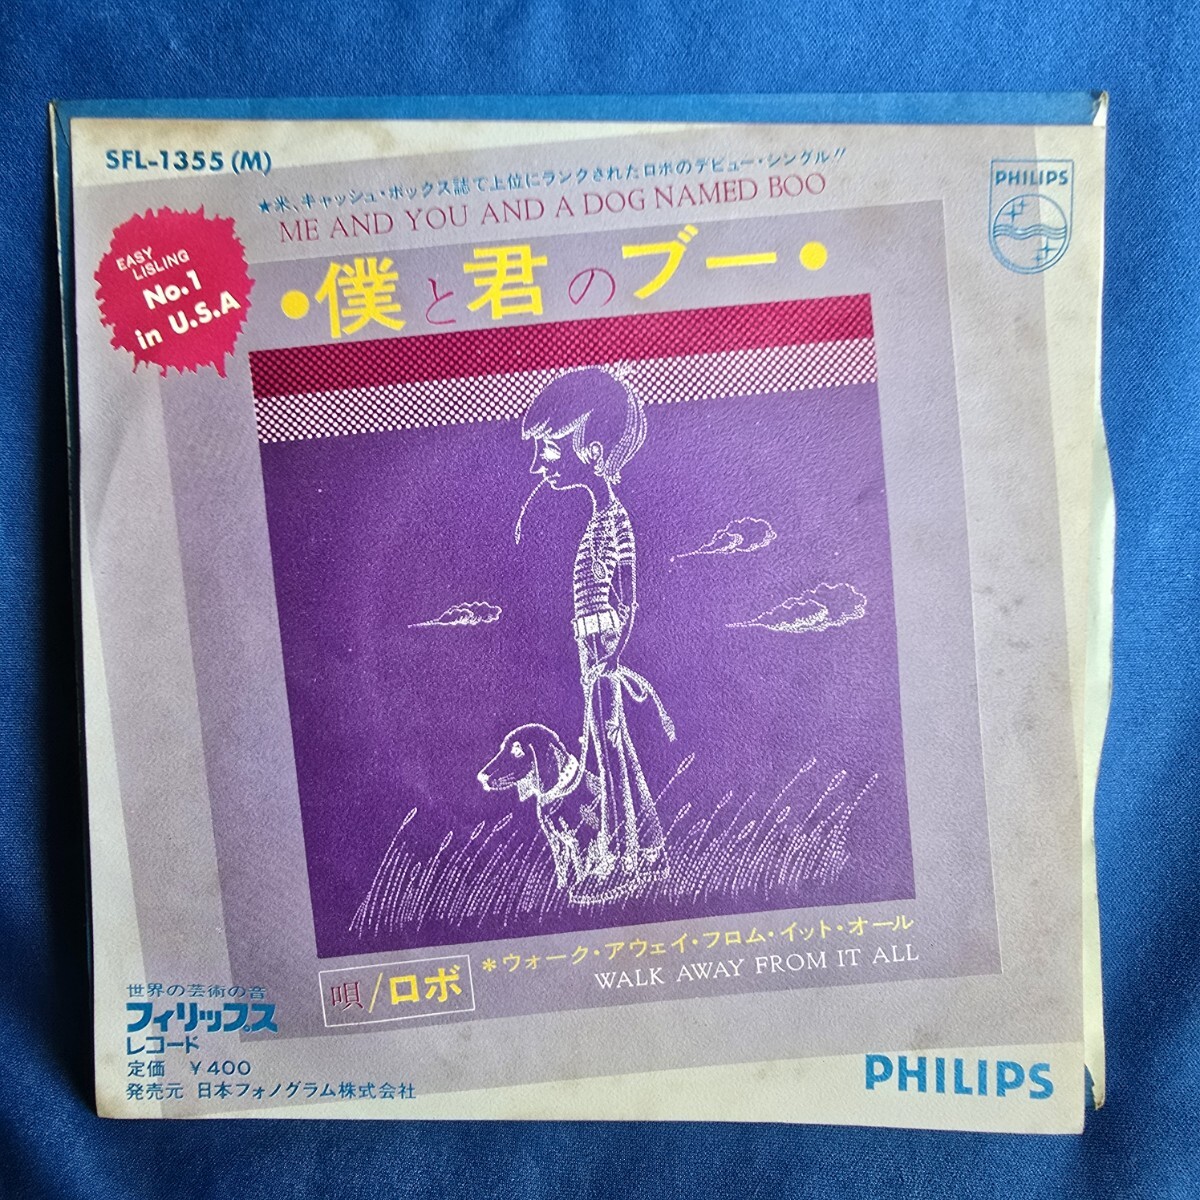 SFL-1355 (M)
★米、キャッシュ・ボックス誌で上位にランクされたロボのデビュー・シングル!!
ME AND YOU AND A DOG NAMED BOO
PHILIPS
EASY
LISLING
No.1
in U.S.A
・僕と君のブー・
＊ウォーク・アウェイ・フロム・イット・オール
WALK AWAY FROM IT ALL
唄/ロボ
世界の芸術の音
フィリップス
レコード
定価 ¥400
発売元 日本フォノグラム株式会社
PHILIPS